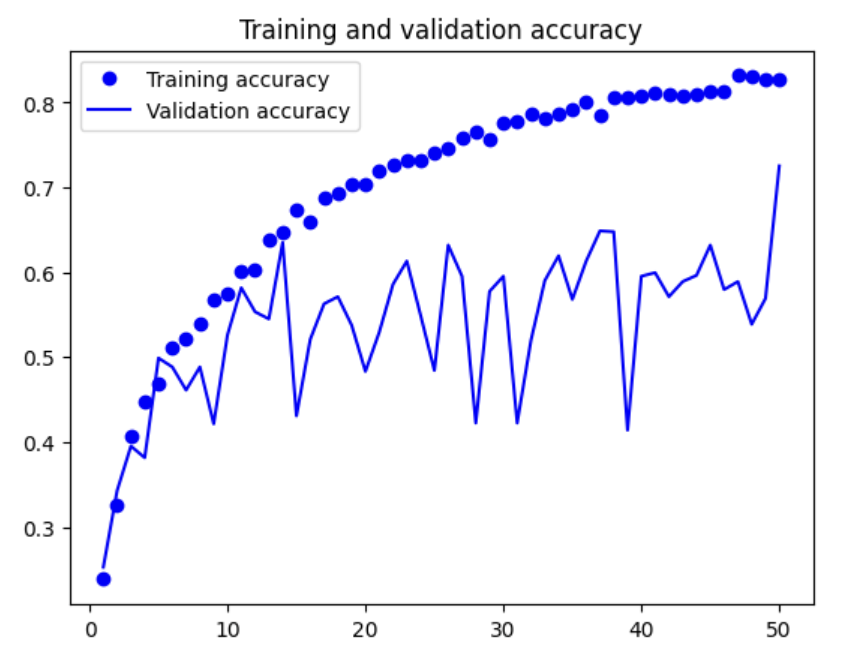 Training and validation accuracy
Training accuracy
Validation accuracy
0.8
0.7
0.6
0.5
0.4
0.3
0 10 20 30 40 50